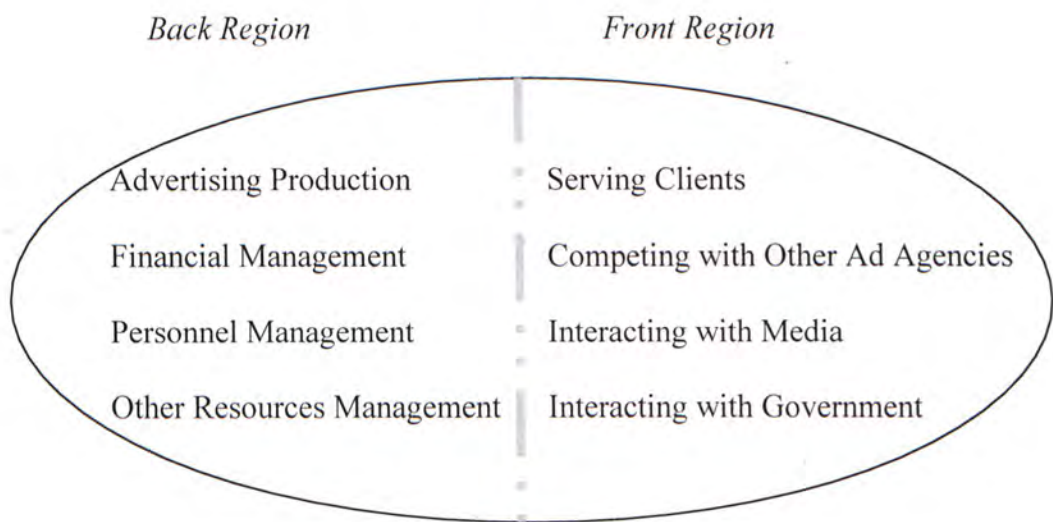 Back Region Front Region
Advertising Production Serving Clients
Financial Management Competing with Other Ad Agencies
Personnel Management Interacting with Media
Other Resources Management Interacting with Government